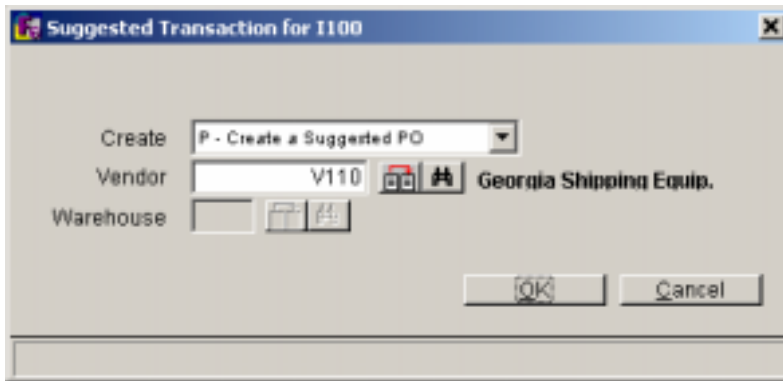 Suggested Transaction for I100
Create P - Create a Suggested PO
Vendor V110 Georgia Shipping Equip.
Warehouse
OK Cancel